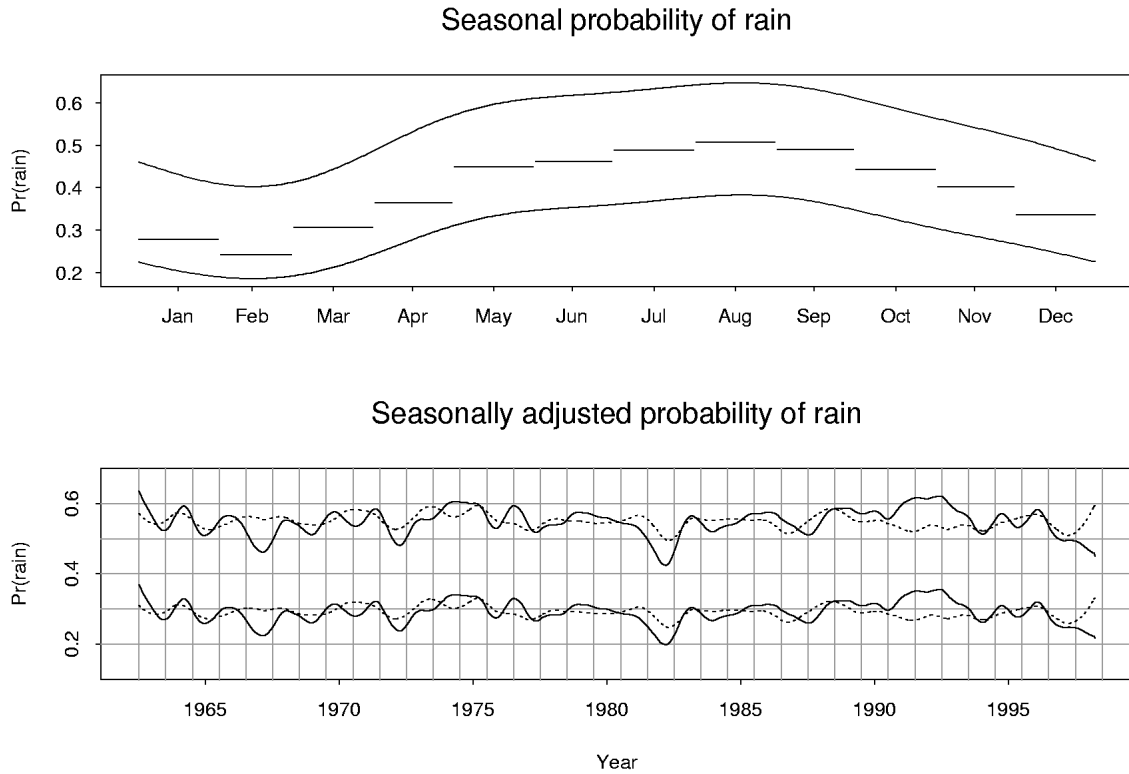 Seasonal probability of rain
Pr(rain)
0.6
0.5
0.4
0.3
0.2
Jan Feb Mar Apr May Jun Jul Aug Sep Oct Nov Dec
Seasonally adjusted probability of rain
Pr(rain)
0.6
0.4
0.2
1965 1970 1975 1980 1985 1990 1995
Year